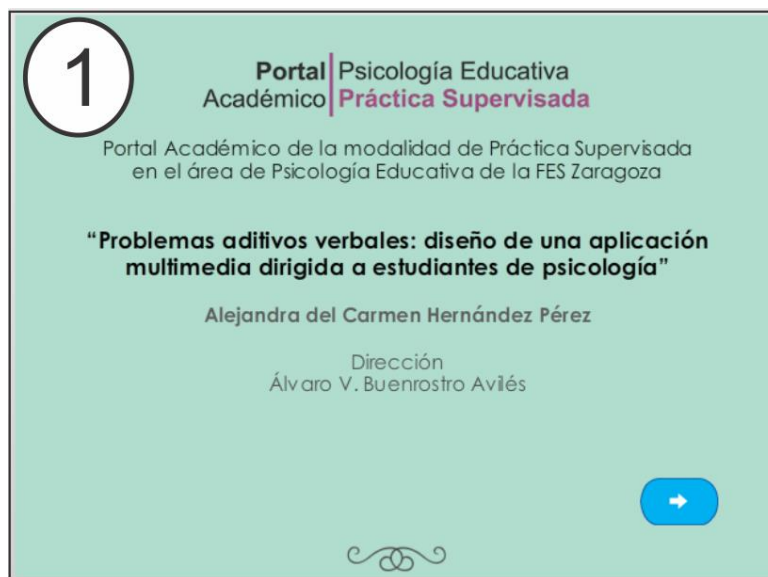 1
Portal Psicología Educativa
Académico Práctica Supervisada
Portal Académico de la modalidad de Práctica Supervisada
en el área de Psicología Educativa de la FES Zaragoza
“Problemas aditivos verbales: diseño de una aplicación
multimedia dirigida a estudiantes de psicología”
Alejandra del Carmen Hernández Pérez
Dirección
Álvaro V. Buenrostro Avilés